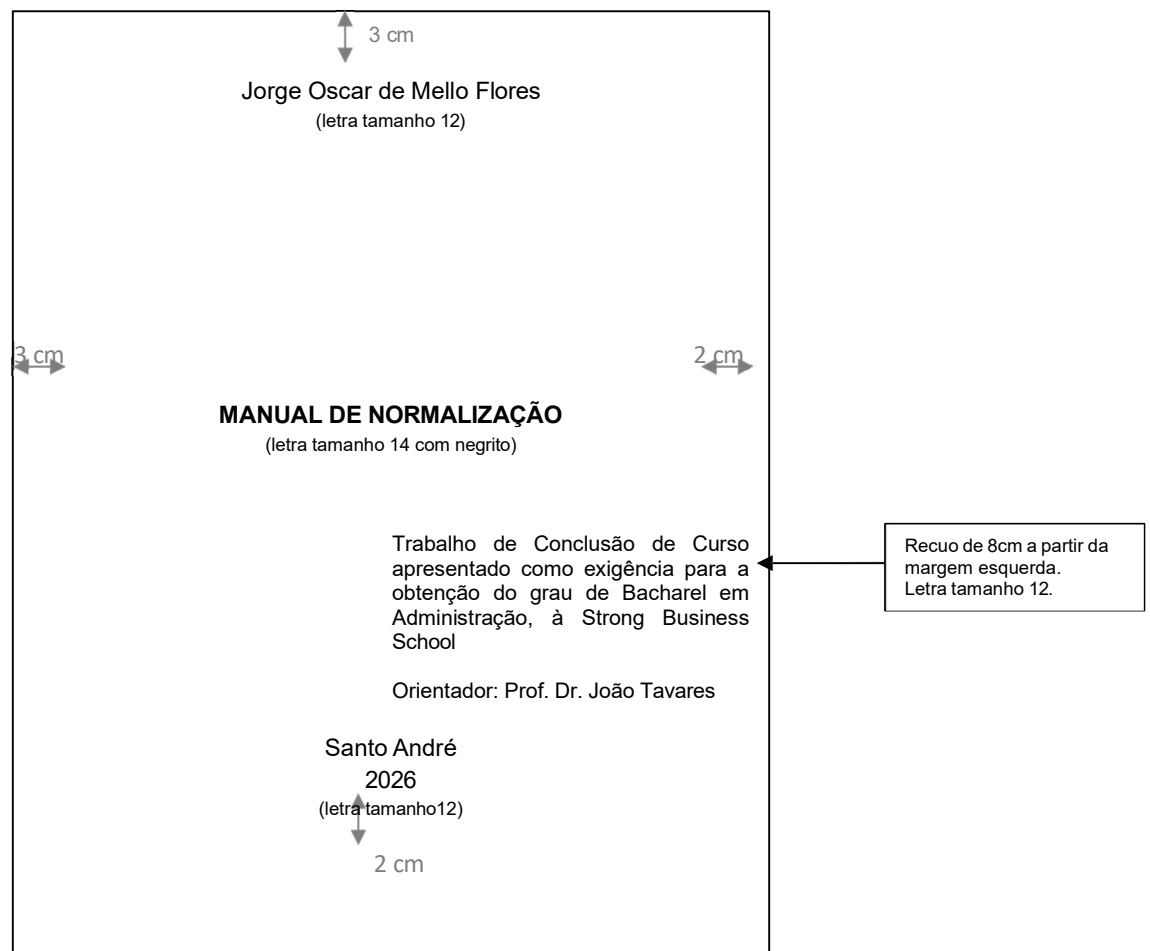 3 cm
Jorge Oscar de Mello Flores
(letra tamanho 12)
3 cm
2 cm
MANUAL DE NORMALIZAÇÃO
(letra tamanho 14 com negrito)
Trabalho de Conclusão de Curso
apresentado como exigência para a
obtenção do grau de Bacharel em
Administração, à Strong Business
School
Recuo de 8cm a partir da
margem esquerda.
Letra tamanho 12.
Orientador: Prof. Dr. João Tavares
Santo André
2026
(letra tamanho12)
2 cm